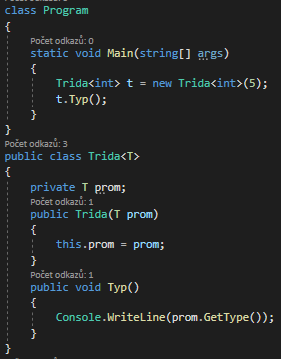 class Program
{
Počet odkazů: 0
static void Main(string[] args)
{
Trida<int> t = new Trida<int>(5);
t.Typ();
}
}
Počet odkazů: 3
public class Trida<T>
{
private T prom;
Počet odkazů: 1
public Trida(T prom)
{
this.prom = prom;
}
Počet odkazů: 1
public void Typ()
{
Console.WriteLine(prom.GetType());
}
}